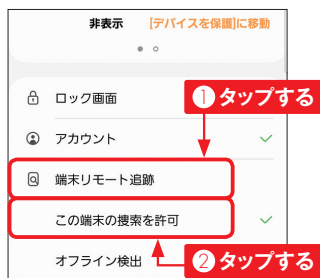 非表示 [デバイスを保護]に移動
ロック画面
❶タップする
アカウント
端末リモート追跡
この端末の捜索を許可
オフライン検出
❷タップする